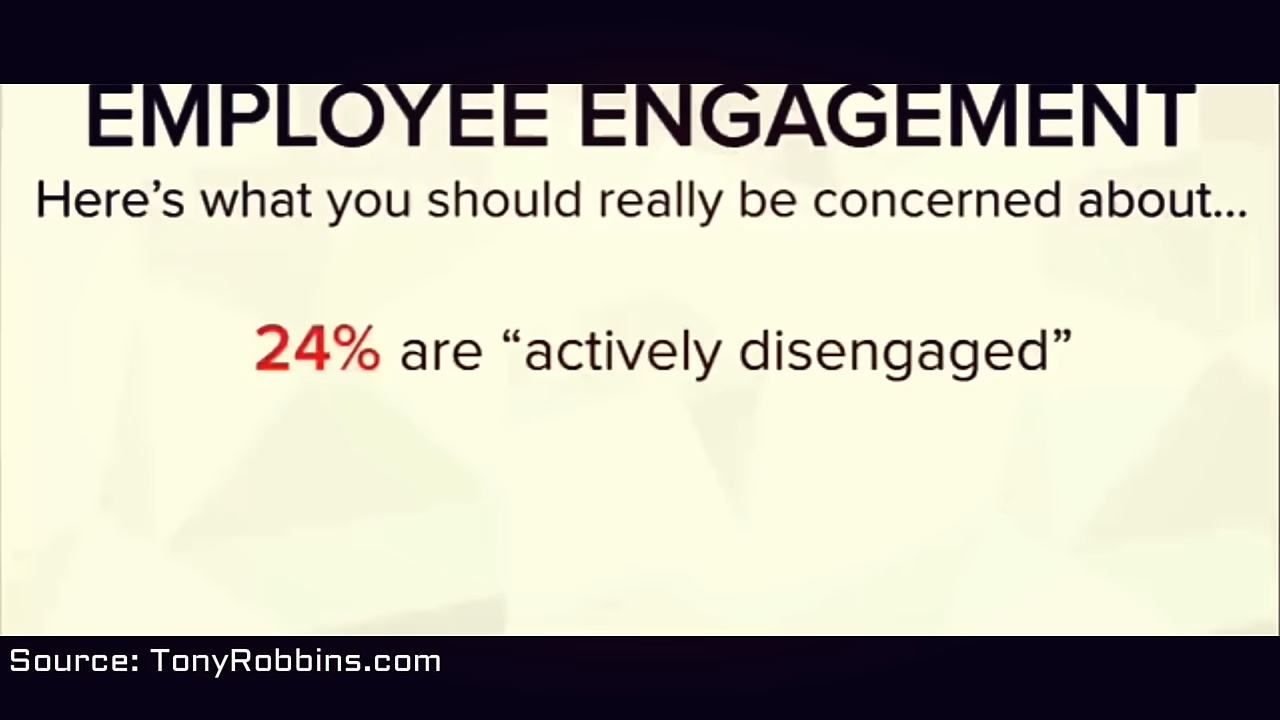 EMPLOYEE ENGAGEMENT
Here’s what you should really be concerned about...
24% are “actively disengaged”
Source: TonyRobbins.com